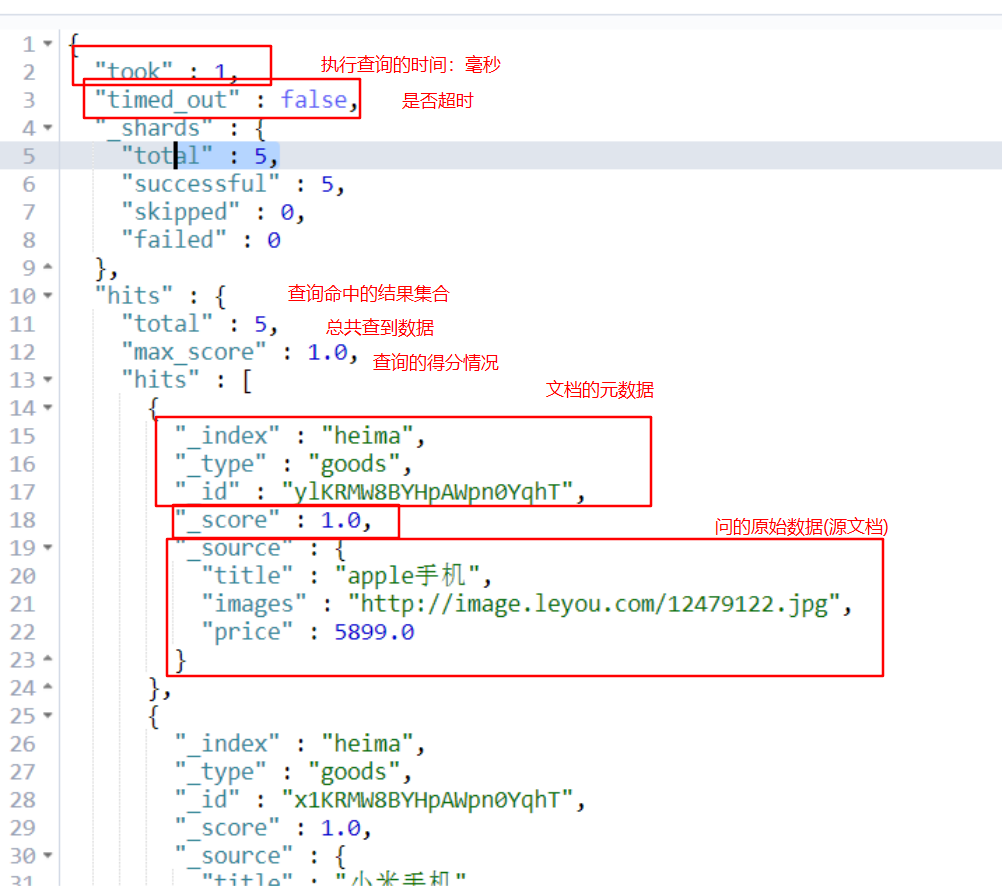 1 {
2 "took" : 1, 执行查询的时间：毫秒
3 "timed_out" : false, 是否超时
4 "_shards" : {
5 "total" : 5,
6 "successful" : 5,
7 "skipped" : 0,
8 "failed" : 0
9 },
10 "hits" : { 查询命中的结果集合
11 "total" : 5, 总共查到数据
12 "max_score" : 1.0, 查询的得分情况
13 "hits" : [
文档的元数据
14 {
15 "_index" : "heima",
16 "_type" : "goods",
17 "_id" : "ylKRMW8BYHpAWpn0YqhT",
18 "_score" : 1.0,
问的原始数据(源文档)
19 "_source" : {
20 "title" : "apple手机",
21 "images" : "http://image.leyou.com/12479122.jpg",
22 "price" : 5899.0
23 }
24 },
25 {
26 "_index" : "heima",
27 "_type" : "goods",
28 "_id" : "x1KRMW8BYHpAWpn0YqhT",
29 "_score" : 1.0,
30 "_source" : {
31 "title" : "小米手机"